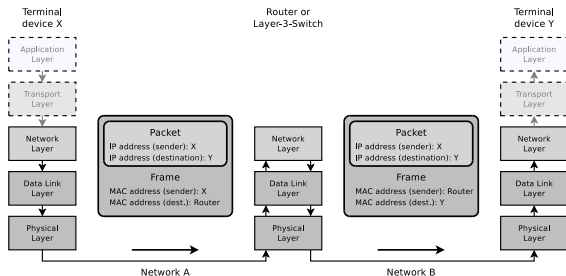 Terminal
device X
Router or
Layer-3-Switch
Terminal
device Y
Application
Layer
Transport
Layer
Network
Layer
Data Link
Layer
Physical
Layer
Packet
IP address (sender): X
IP address (destination): Y
Frame
MAC address (sender): X
MAC address (dest.): Router
Network
Layer
Data Link
Layer
Physical
Layer
Packet
IP address (sender): X
IP address (destination): Y
Frame
MAC address (sender): Router
MAC address (dest.): Y
Application
Layer
Transport
Layer
Network
Layer
Data Link
Layer
Physical
Layer
Network A
Network B